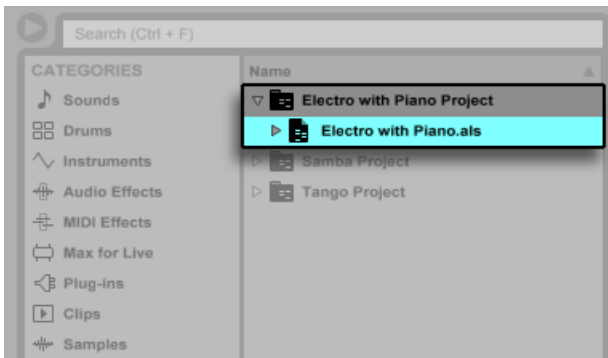 Search (Ctrl + F)
CATEGORIES
Sounds
Drums
Instruments
Audio Effects
MIDI Effects
Max for Live
Plug-ins
Clips
Samples
Name
Electro with Piano Project
Electro with Piano.als
Samba Project
Tango Project